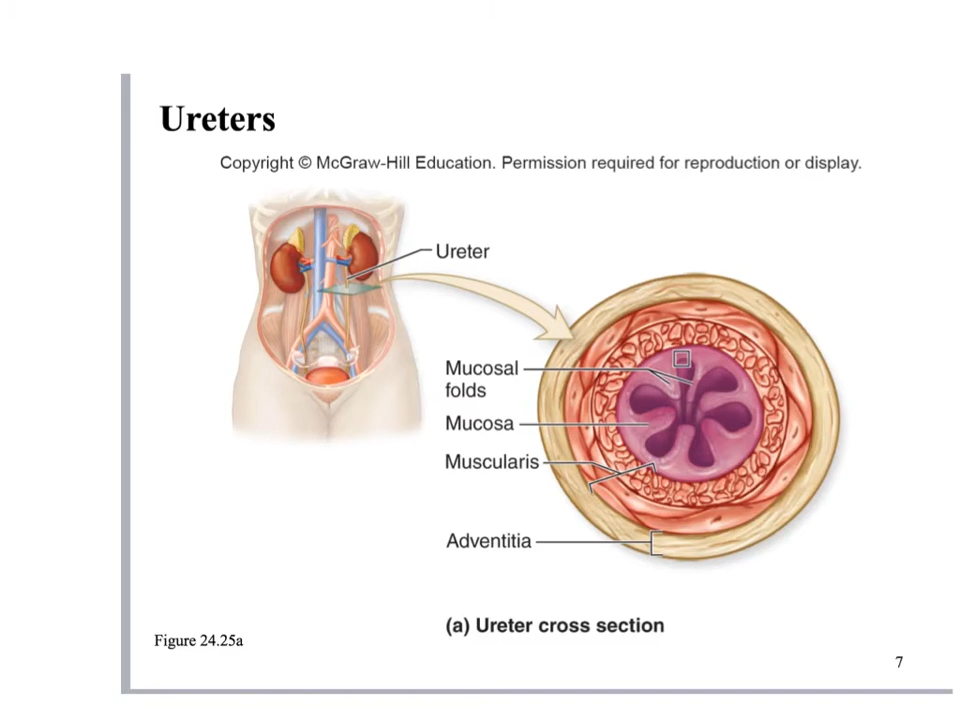 Ureters
Copyright © McGraw-Hill Education. Permission required for reproduction or display.
Ureter
Mucosal
folds
Mucosa
Muscularis
Adventitia
(a) Ureter cross section
Figure 24.25a
7